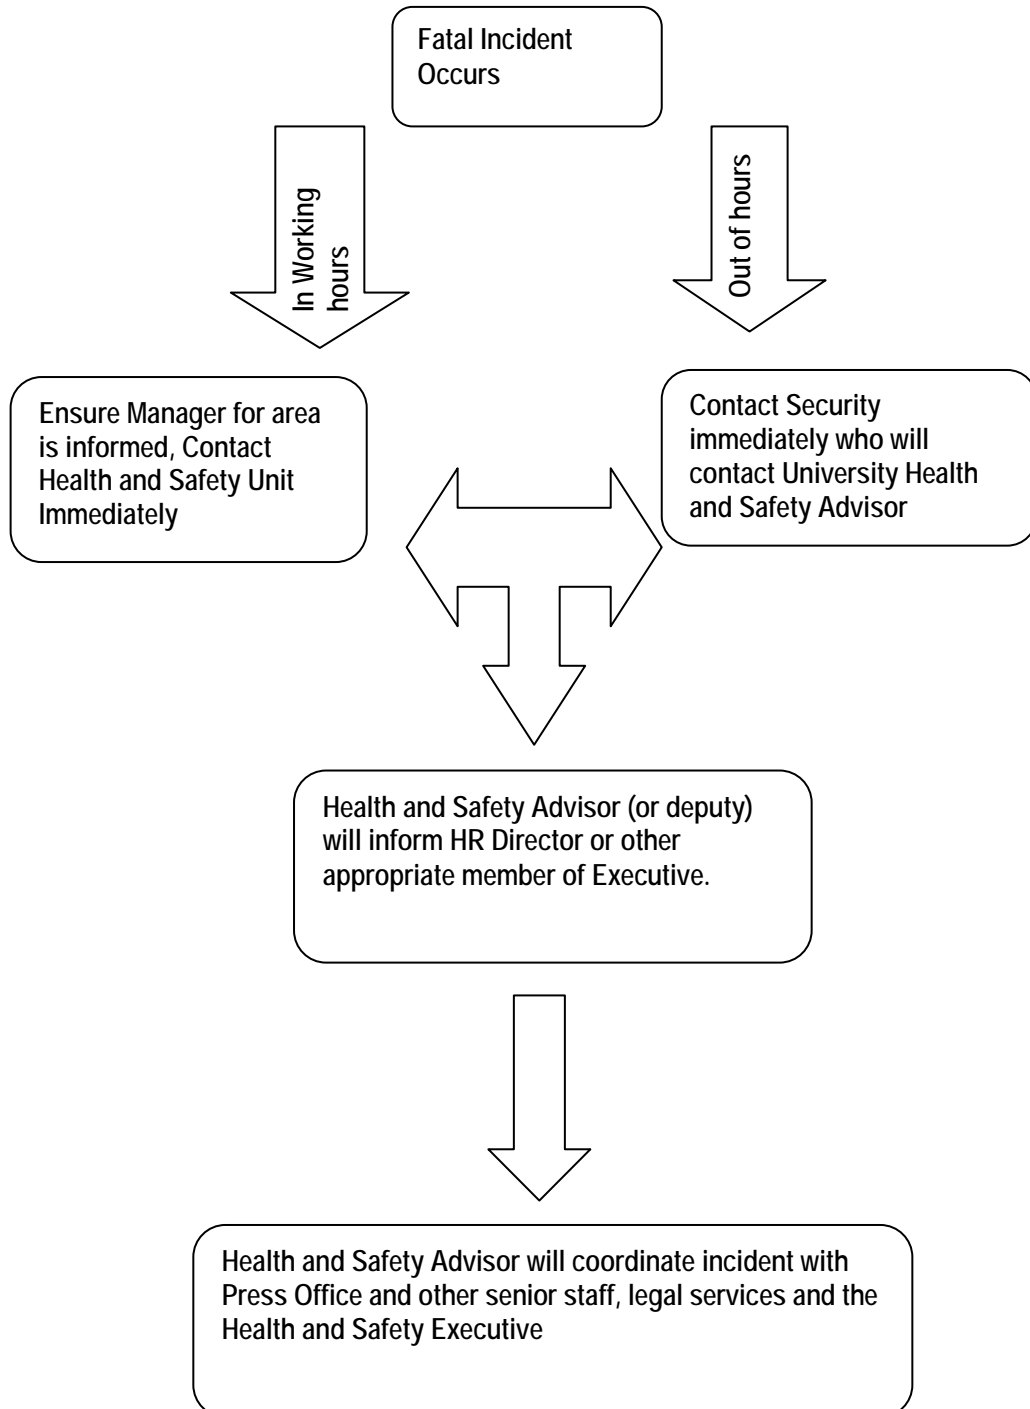 Fatal Incident
Occurs
In Working
hours
Out of hours
Ensure Manager for area
is informed, Contact
Health and Safety Unit
Immediately
Contact Security
immediately who will
contact University Health
and Safety Advisor
Health and Safety Advisor (or deputy)
will inform HR Director or other
appropriate member of Executive.
Health and Safety Advisor will coordinate incident with
Press Office and other senior staff, legal services and the
Health and Safety Executive